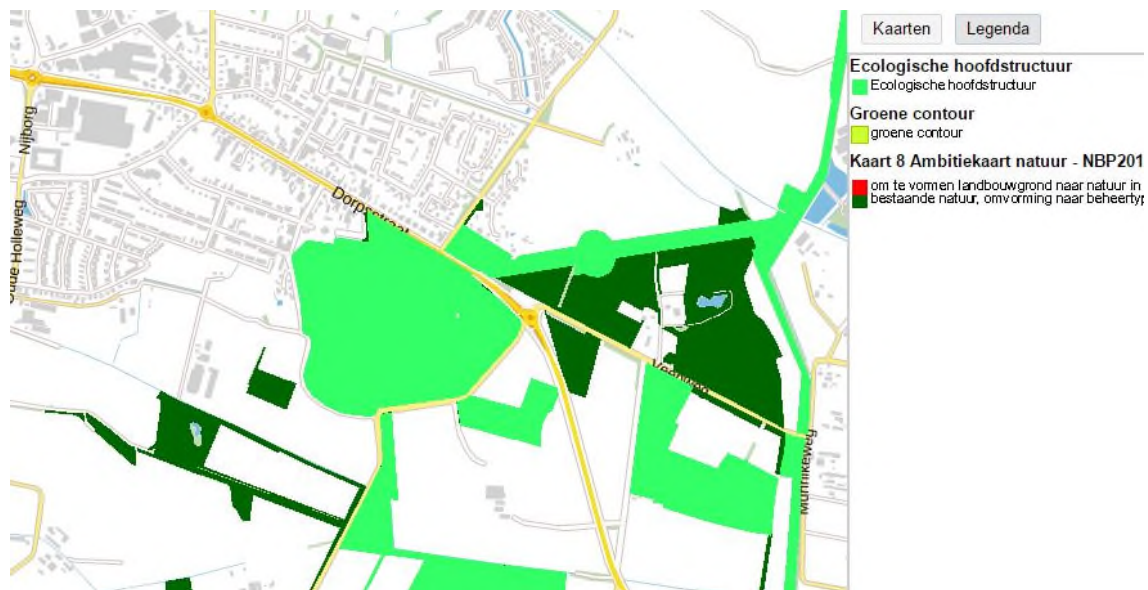 Kaarten
Legenda
Ecologische hoofdstructuur
Ecologische hoofdstructuur
Groene contour
groene contour
Kaart 8 Ambitiekaart natuur - NBP201
om te vormen landbouwgrond naar natuur in
bestaande natuur, omvorming naar beheertyp
Nijborg
Oude Holleweg
Dorpsstraat
Veerweg
Munnikeweg